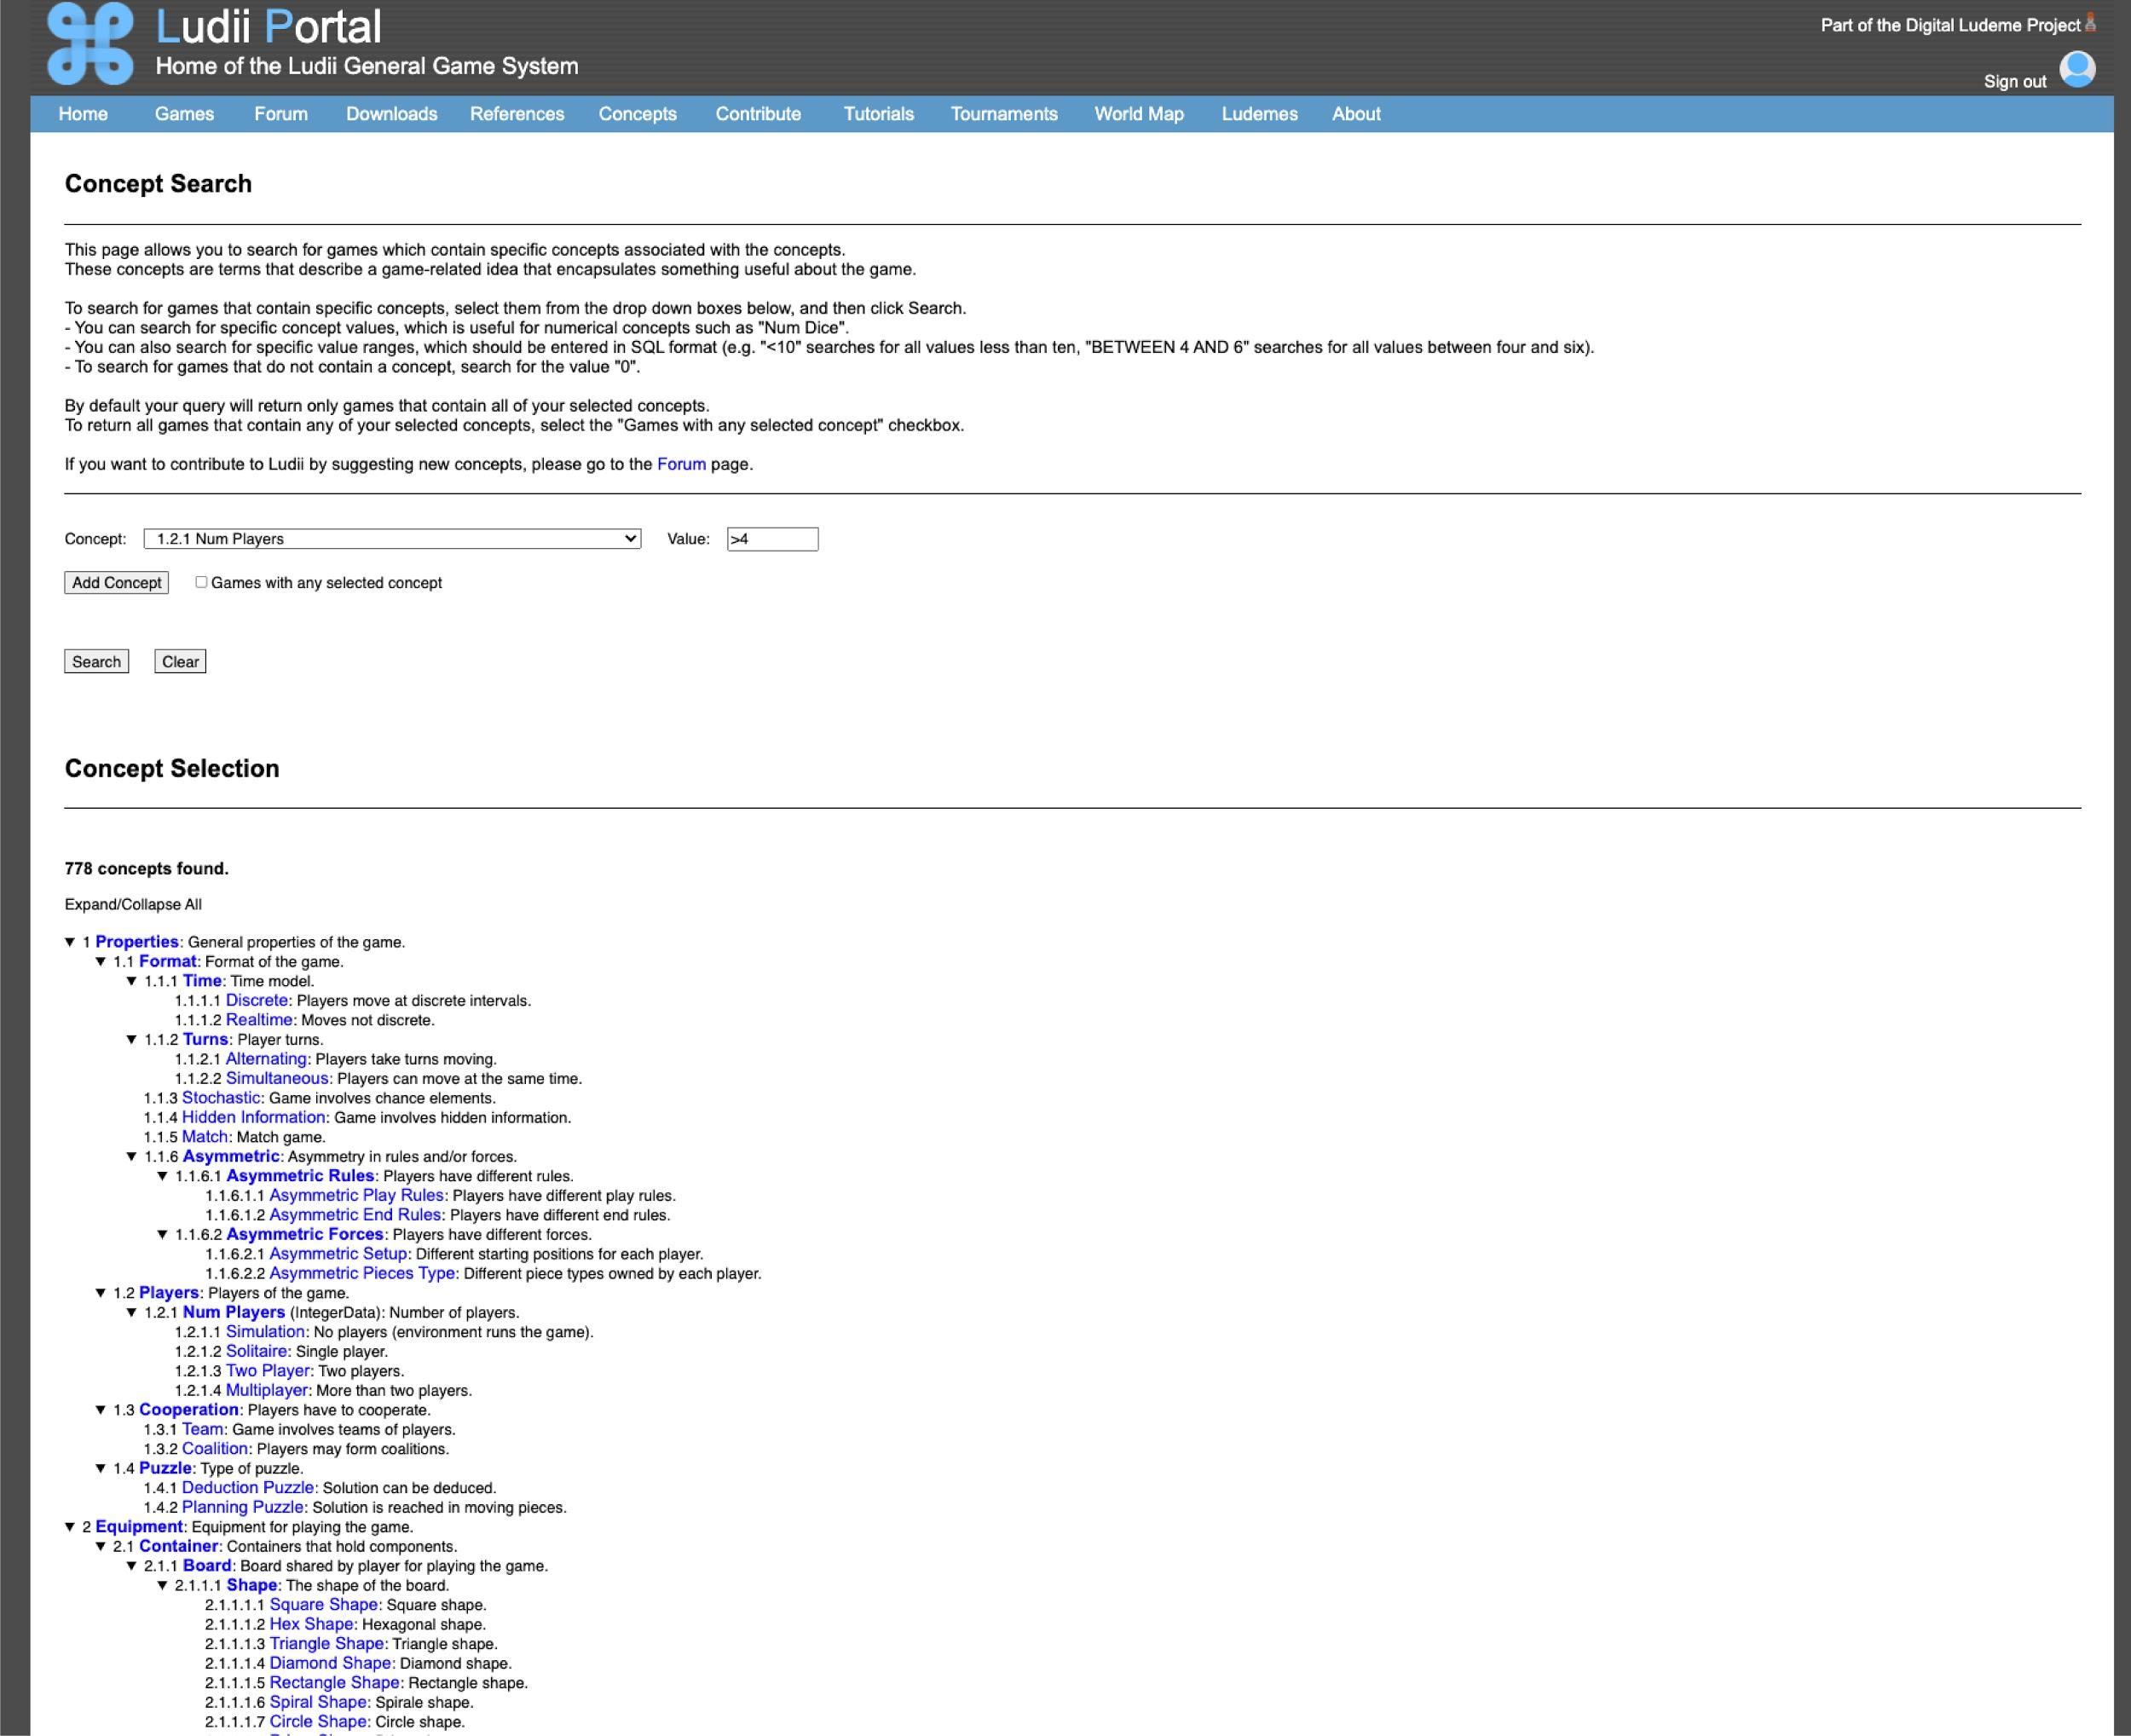 Ludii Portal
Home of the Ludii General Game System
Part of the Digital Ludeme Project
Sign out
Home Games Forum Downloads References Concepts Contribute Tutorials Tournaments World Map Ludemes About
Concept Search
This page allows you to search for games which contain specific concepts associated with the concepts.
These concepts are terms that describe a game-related idea that encapsulates something useful about the game.
To search for games that contain specific concepts, select them from the drop down boxes below, and then click Search.
- You can search for specific concept values, which is useful for numerical concepts such as "Num Dice".
- You can also search for specific value ranges, which should be entered in SQL format (e.g. "<10" searches for all values less than ten, "BETWEEN 4 AND 6" searches for all values between four and six).
- To search for games that do not contain a concept, search for the value "0".
By default your query will return only games that contain all of your selected concepts.
To return all games that contain any of your selected concepts, select the "Games with any selected concept" checkbox.
If you want to contribute to Ludii by suggesting new concepts, please go to the Forum page.
Concept: 1.2.1 Num Players Value: >4
Add Concept Games with any selected concept
Search Clear
Concept Selection
778 concepts found.
Expand/Collapse All
▼ 1 Properties: General properties of the game.
▼ 1.1 Format: Format of the game.
▼ 1.1.1 Time: Time model.
1.1.1.1 Discrete: Players move at discrete intervals.
1.1.1.2 Realtime: Moves not discrete.
▼ 1.1.2 Turns: Player turns.
1.1.2.1 Alternating: Players take turns moving.
1.1.2.2 Simultaneous: Players can move at the same time.
1.1.3 Stochastic: Game involves chance elements.
1.1.4 Hidden Information: Game involves hidden information.
1.1.5 Match: Match game.
▼ 1.1.6 Asymmetric: Asymmetry in rules and/or forces.
▼ 1.1.6.1 Asymmetric Rules: Players have different rules.
1.1.6.1.1 Asymmetric Play Rules: Players have different play rules.
1.1.6.1.2 Asymmetric End Rules: Players have different end rules.
▼ 1.1.6.2 Asymmetric Forces: Players have different forces.
1.1.6.2.1 Asymmetric Setup: Different starting positions for each player.
1.1.6.2.2 Asymmetric Pieces Type: Different piece types owned by each player.
▼ 1.2 Players: Players of the game.
▼ 1.2.1 Num Players (IntegerData): Number of players.
1.2.1.1 Simulation: No players (environment runs the game).
1.2.1.2 Solitaire: Single player.
1.2.1.3 Two Player: Two players.
1.2.1.4 Multiplayer: More than two players.
▼ 1.3 Cooperation: Players have to cooperate.
1.3.1 Team: Game involves teams of players.
1.3.2 Coalition: Players may form coalitions.
▼ 1.4 Puzzle: Type of puzzle.
1.4.1 Deduction Puzzle: Solution can be deduced.
1.4.2 Planning Puzzle: Solution is reached in moving pieces.
▼ 2 Equipment: Equipment for playing the game.
▼ 2.1 Container: Containers that hold components.
▼ 2.1.1 Board: Board shared by player for playing the game.
▼ 2.1.1.1 Shape: The shape of the board.
2.1.1.1.1 Square Shape: Square shape.
2.1.1.1.2 Hex Shape: Hexagonal shape.
2.1.1.1.3 Triangle Shape: Triangle shape.
2.1.1.1.4 Diamond Shape: Diamond shape.
2.1.1.1.5 Rectangle Shape: Rectangle shape.
2.1.1.1.6 Spiral Shape: Spirale shape.
2.1.1.1.7 Circle Shape: Circle shape.